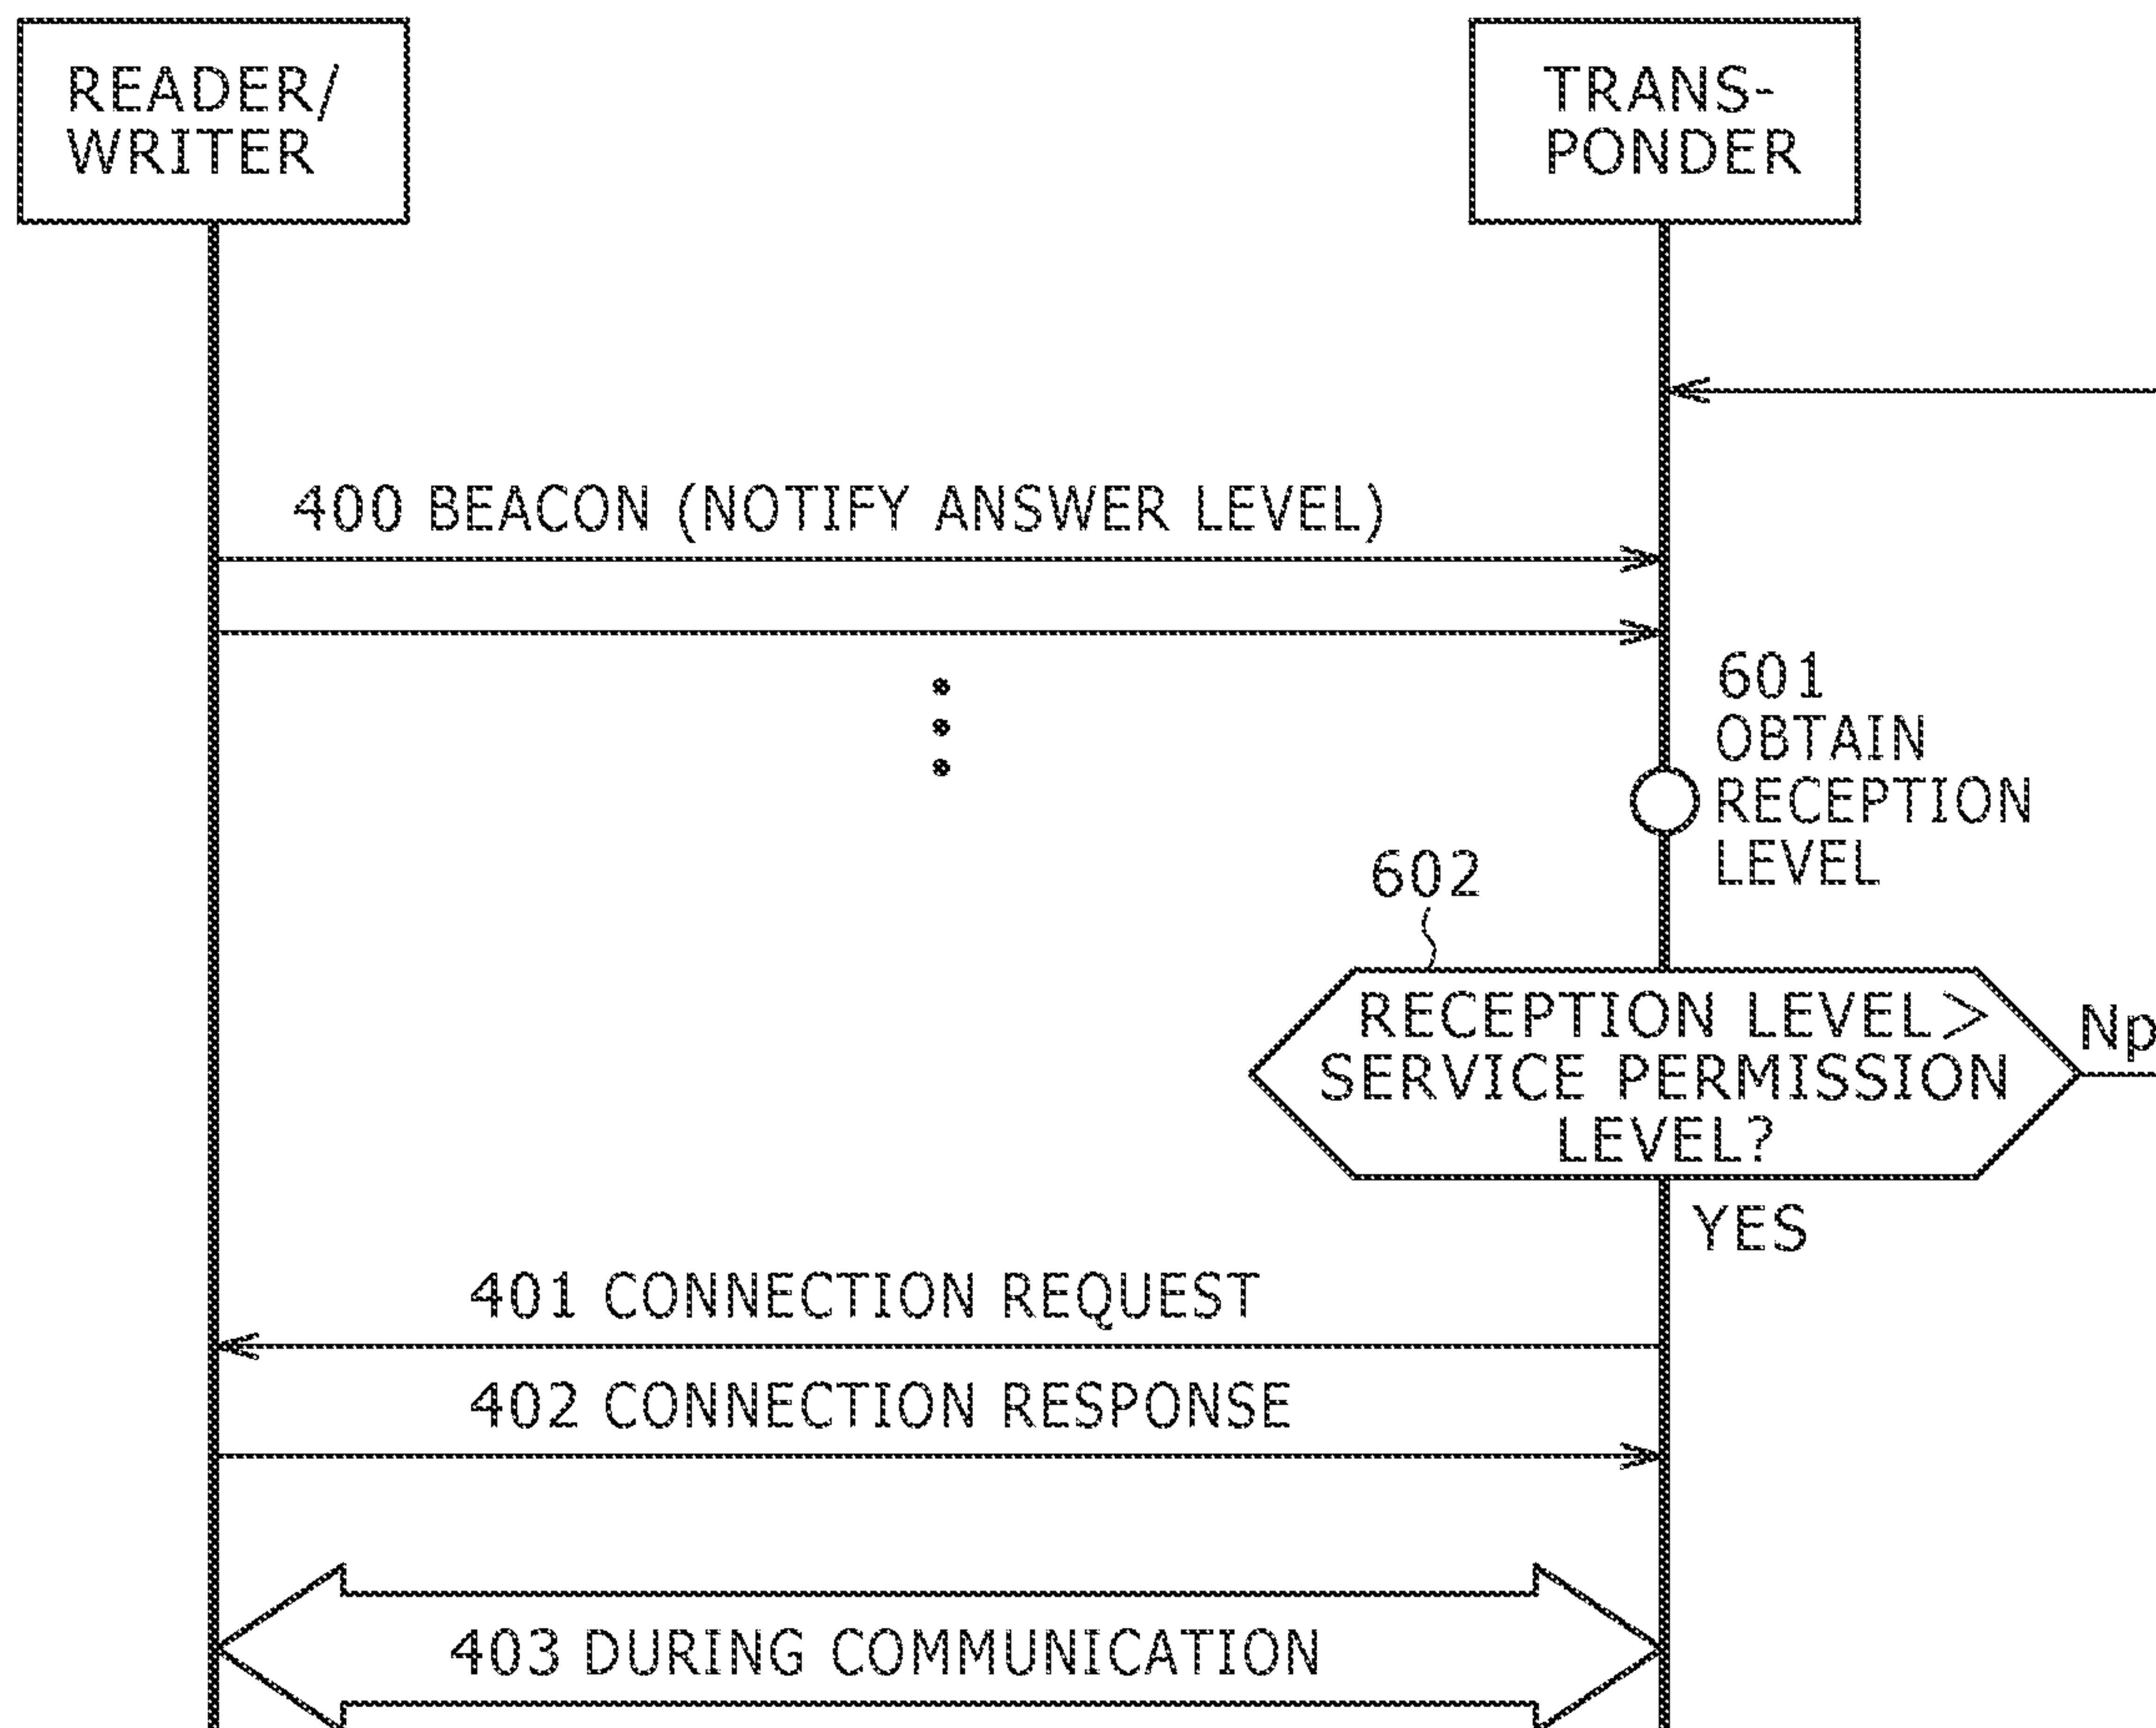 READER/
WRITER
TRANS-
PONDER
400 BEACON (NOTIFY ANSWER LEVEL)
601
OBTAIN
RECEPTION
LEVEL
602
RECEPTION LEVEL>
SERVICE PERMISSION
LEVEL?
YES
401 CONNECTION REQUEST
402 CONNECTION RESPONSE
403 DURING COMMUNICATION